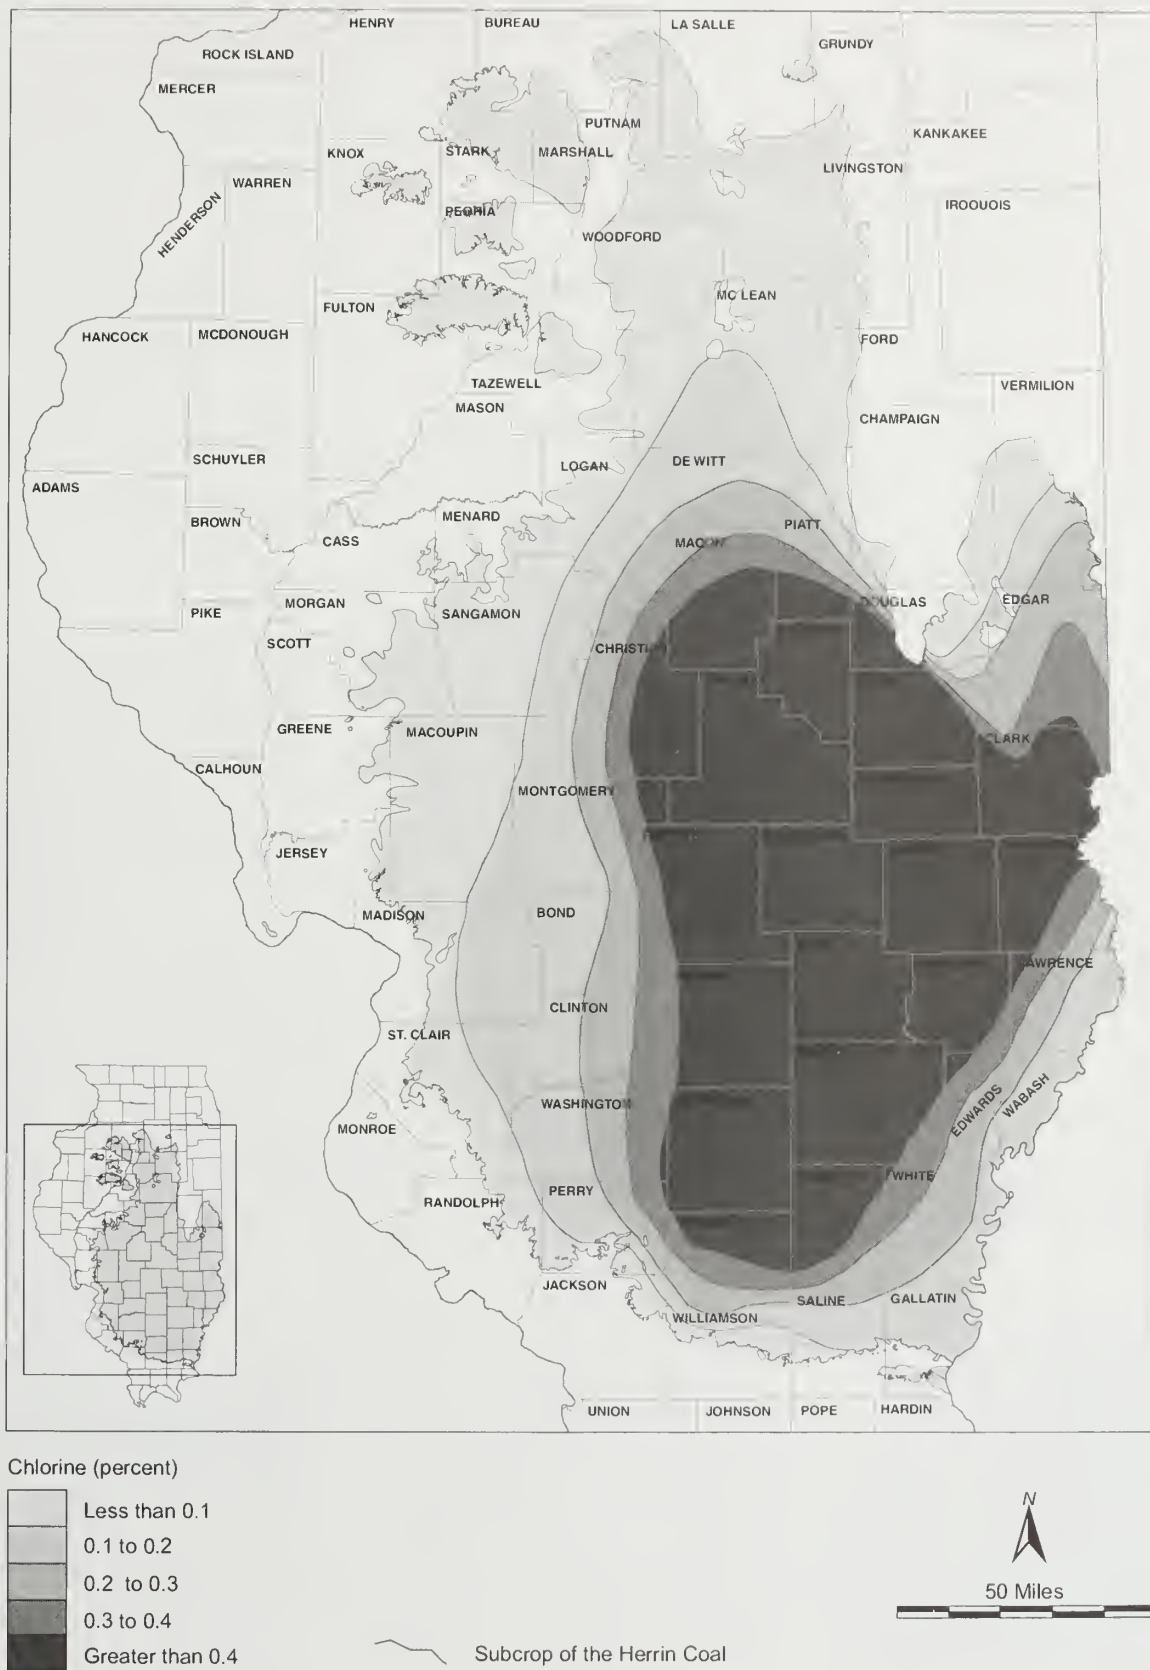 HENRY
BUREAU
LA SALLE
GRUNDY
ROCK ISLAND
MERCER
PUTNAM
KANKAKEE
KNOX
STARK
MARSHALL
LIVINGSTON
WARREN
HENDERSON
PEORIA
IROQUOIS
WOODFORD
MC LEAN
FULTON
HANCOCK
MCDONOUGH
FORD
TAZEWELL
MASON
VERMILION
CHAMPAIGN
SCHUYLER
LOGAN
DE WITT
ADAMS
BROWN
MENARD
PIATT
CASS
MACON
MORGAN
DOUGLAS
EDGAR
PIKE
SANGAMON
SCOTT
CHRISTIAN
GREENE
MACOUPIN
CLARK
CALHOUN
MONTGOMERY
JERSEY
MADISON
BOND
LAWRENCE
CLINTON
ST. CLAIR
WASHINGTON
EDWARDS
WABASH
MONROE
WHITE
PERRY
RANDOLPH
JACKSON
SALINE
GALLATIN
WILLIAMSON
UNION
JOHNSON
POPE
HARDIN
Chlorine (percent)
Less than 0.1
0.1 to 0.2
0.2 to 0.3
0.3 to 0.4
Greater than 0.4
N
50 Miles
Subcrop of the Herrin Coal